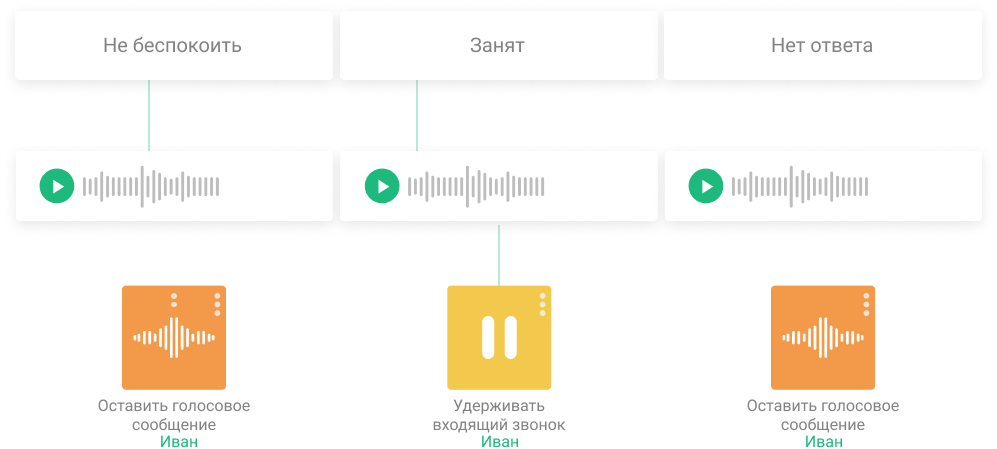 Не беспокоить
Занят
Нет ответа
Оставить голосовое
сообщение
Иван
Удерживать
входящий звонок
Иван
Оставить голосовое
сообщение
Иван